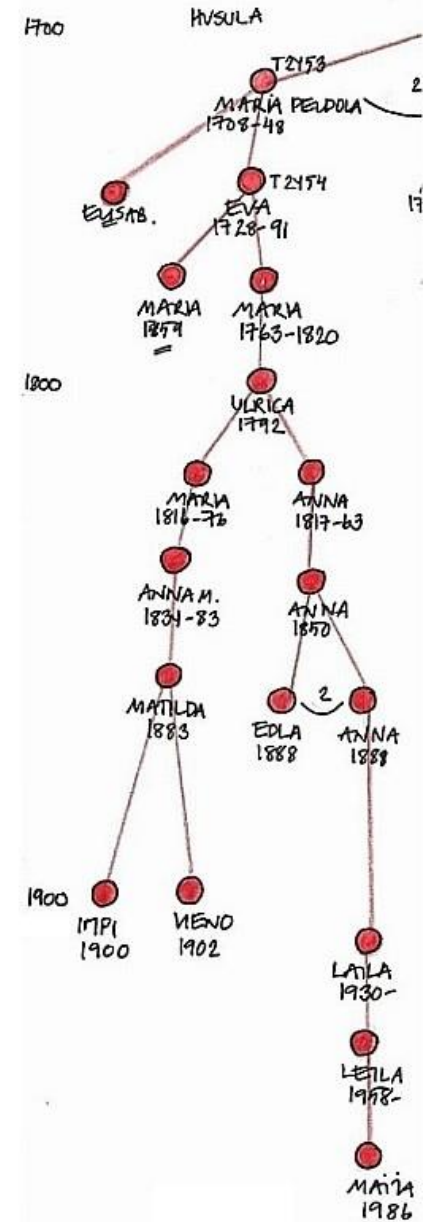 1700
HUSULA
T2453
2
MARIA PELDOLA
1708-48
T2454
ELISAB.
EVA
1728-91
17
MARIA
1859
MARIA
1763-1820
1800
ULRICA
1792
MARIA
1816-76
ANNA
1817-63
ANNA M.
1834-83
ANNA
1850
MATILDA
1883
EDLA
1888
2
ANNA
1888
1900
IMPI
1900
VIENO
1902
LAILA
1930-
LEILA
1958-
MAIJA
1986